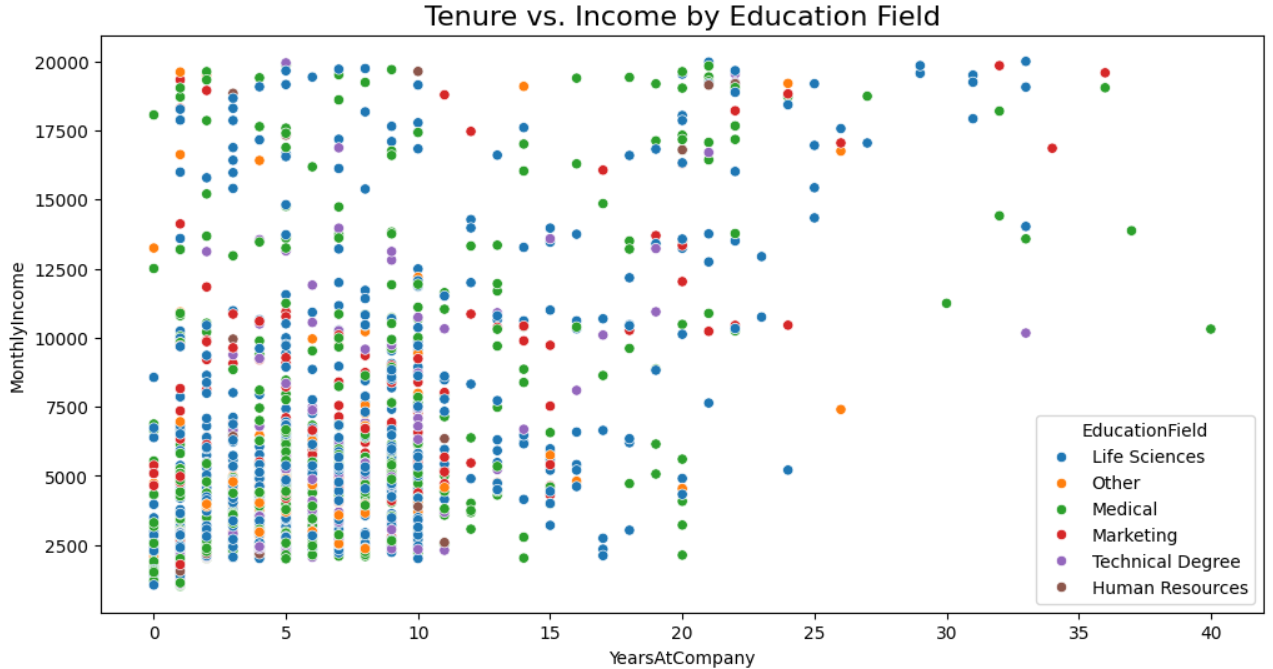 Tenure vs. Income by Education Field
MonthlyIncome
20000
17500
15000
12500
10000
7500
5000
2500
0
5
10
15
20
25
30
35
40
YearsAtCompany
EducationField
Life Sciences
Other
Medical
Marketing
Technical Degree
Human Resources